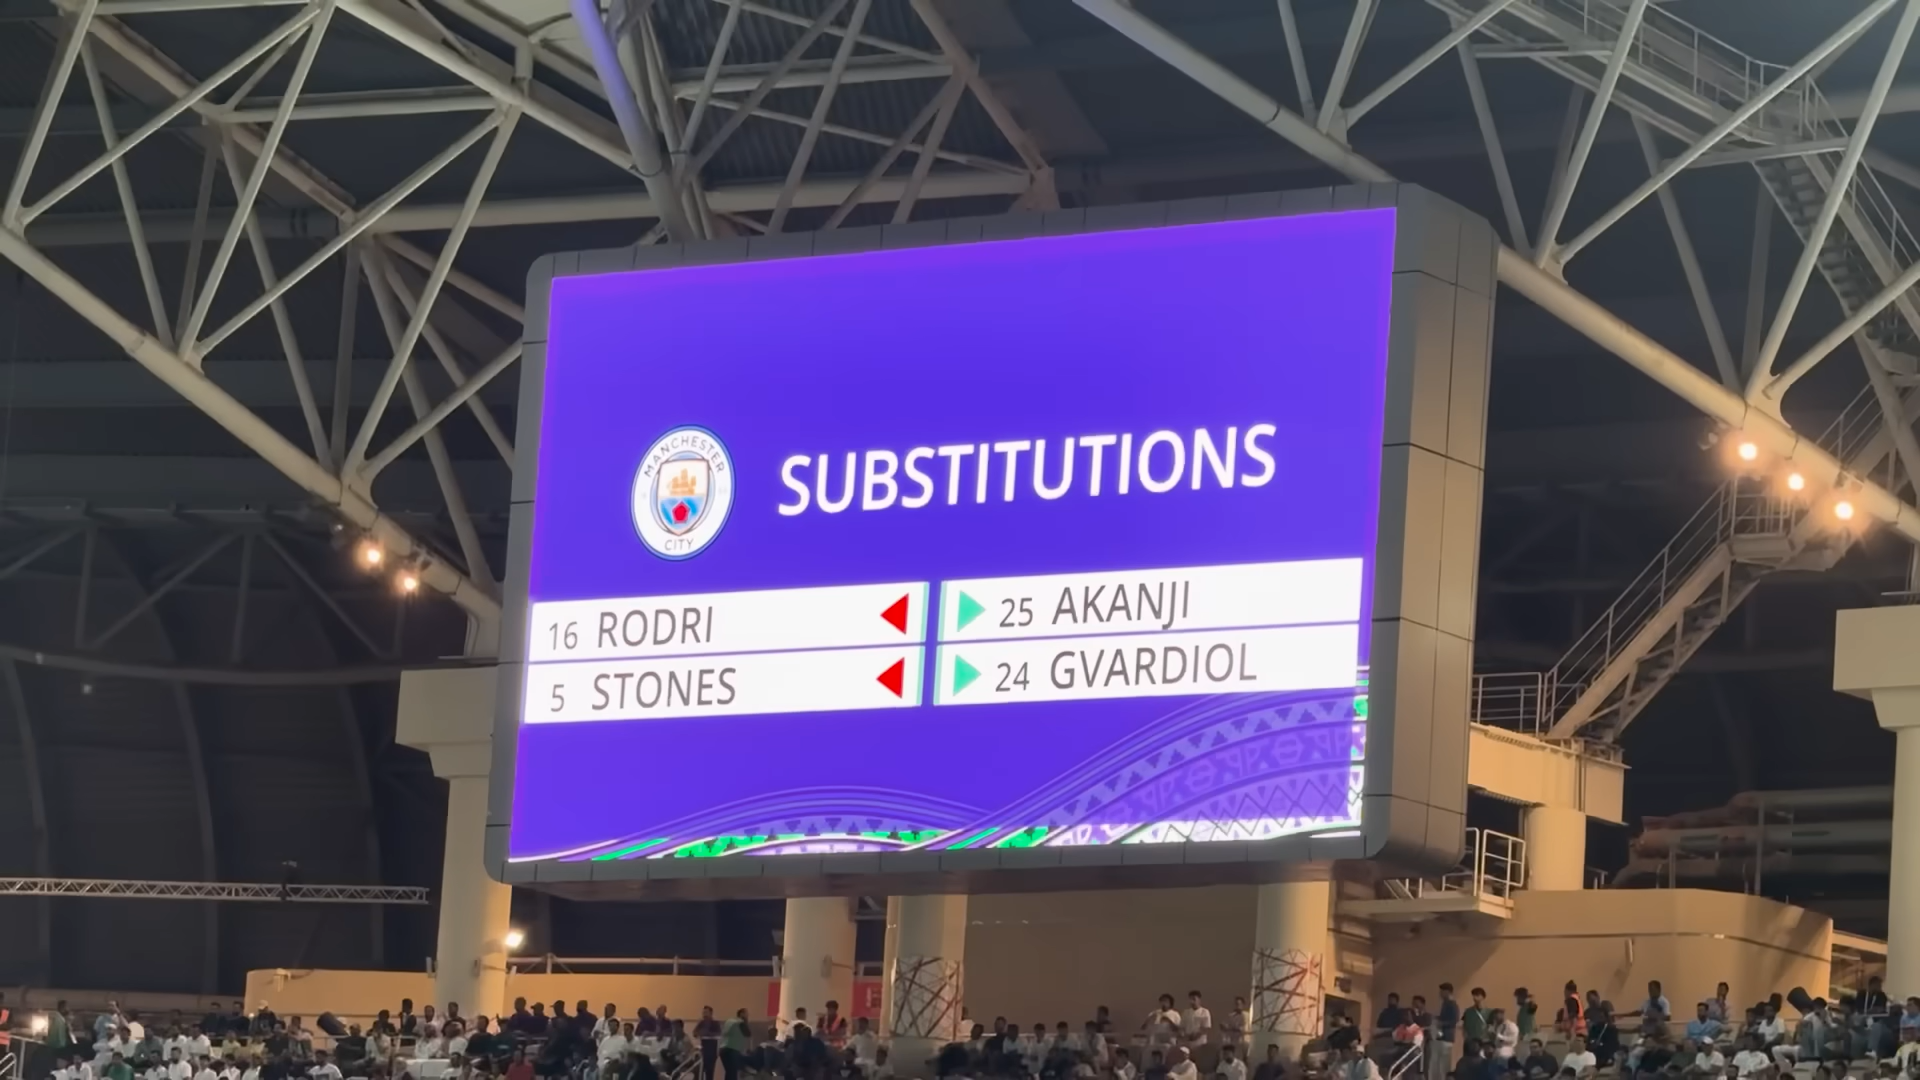 MANCHESTER
CITY
SUBSTITUTIONS
16 RODRI
25 AKANJI
5 STONES
24 GVARDIOL